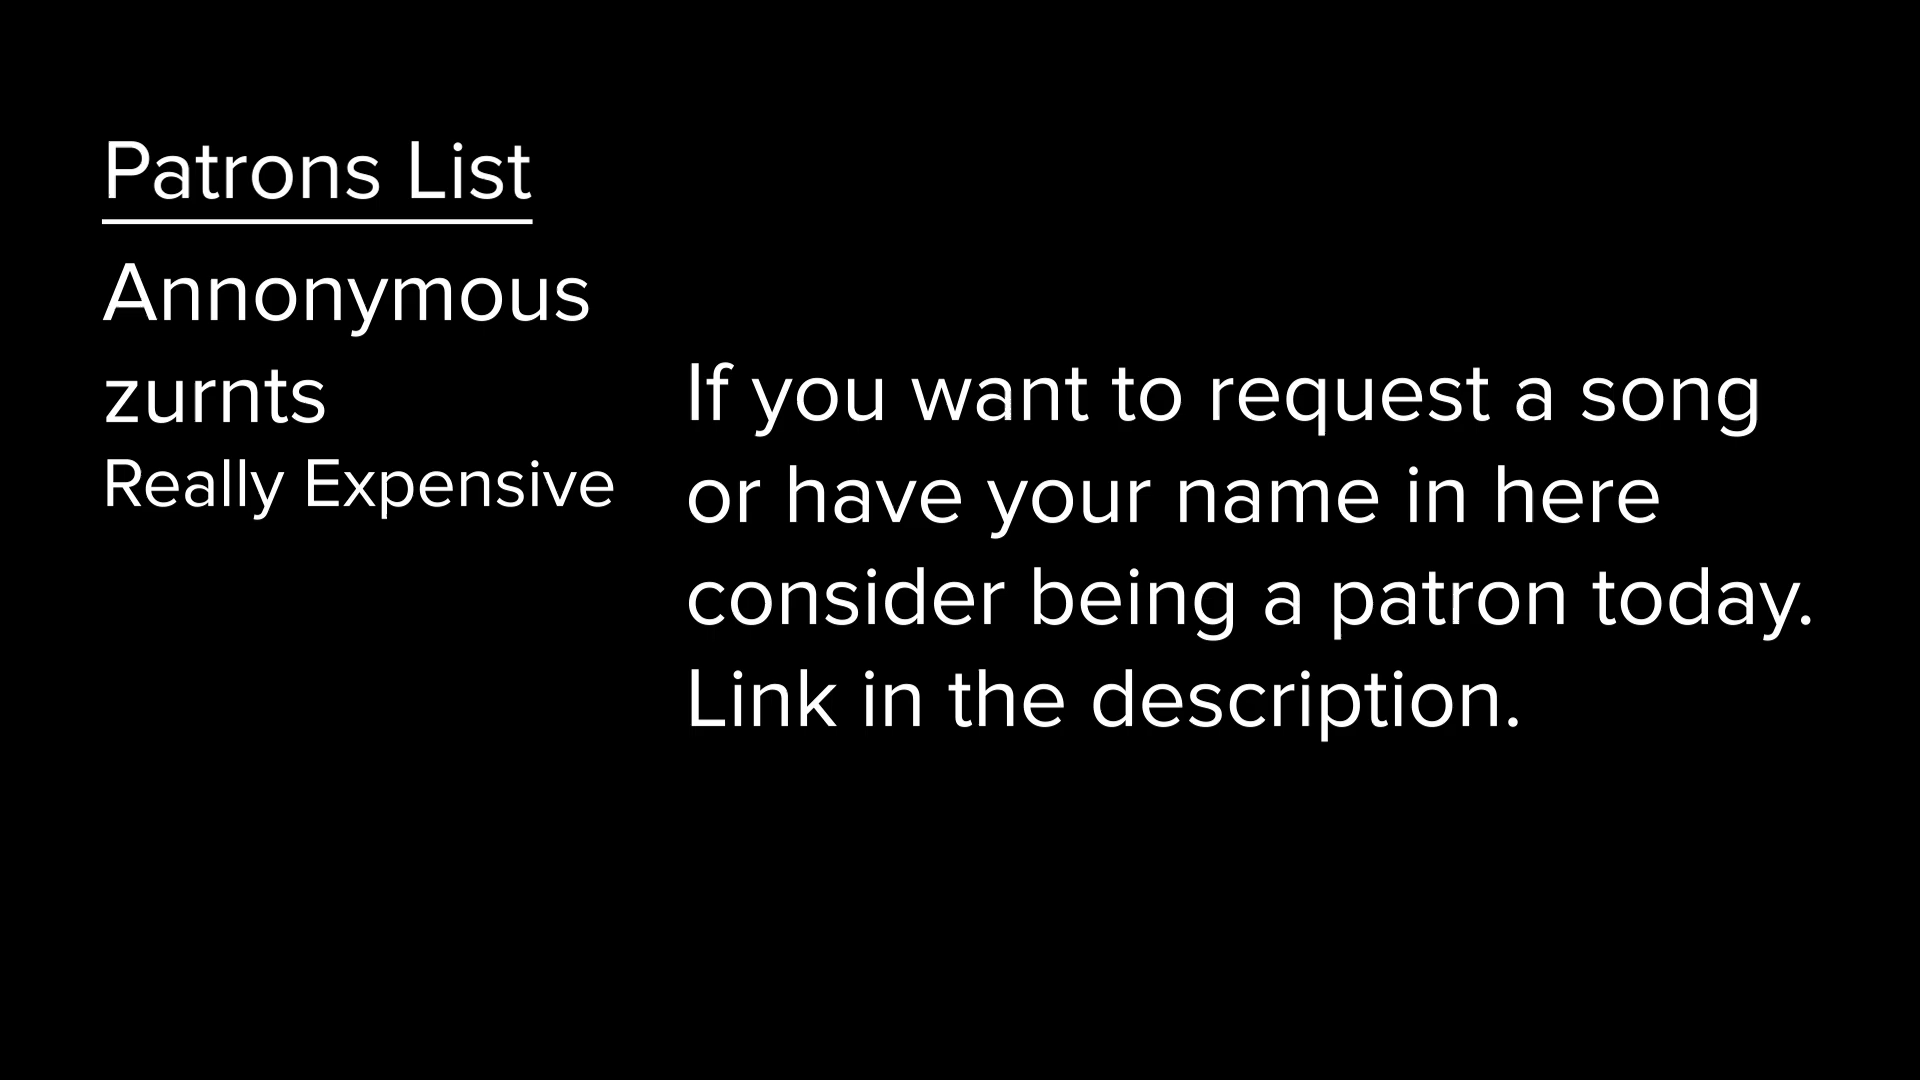 Patrons List
Annonymous
zurnts
Really Expensive
If you want to request a song
or have your name in here
consider being a patron today.
Link in the description.